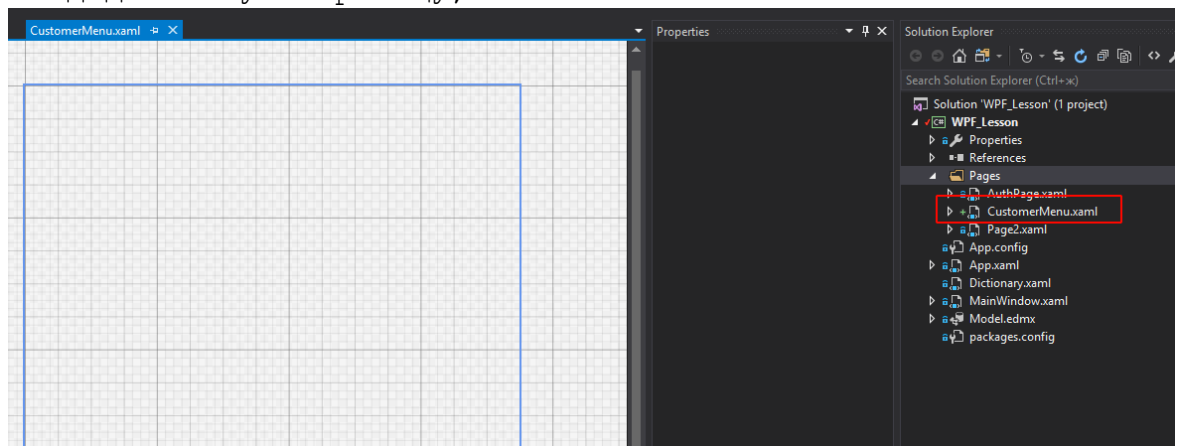 CustomerMenu.xaml
Properties
Solution Explorer
Search Solution Explorer (Ctrl+ж)
Solution 'WPF_Lesson' (1 project)
C# WPF_Lesson
Properties
References
Pages
AuthPage.xaml
CustomerMenu.xaml
Page2.xaml
App.config
App.xaml
Dictionary.xaml
MainWindow.xaml
Model.edmx
packages.config